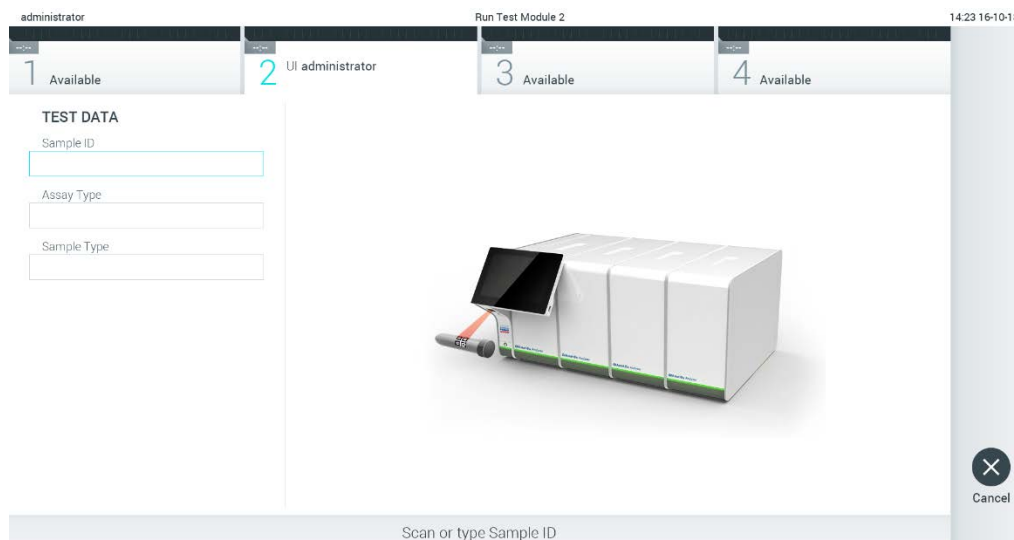 administrator
Run Test Module 2
14:23 16-10-1
--:--
--:--
--:--
--:--
1 Available
2 UI administrator
3 Available
4 Available
TEST DATA
Sample ID
Assay Type
Sample Type
Cancel
Scan or type Sample ID